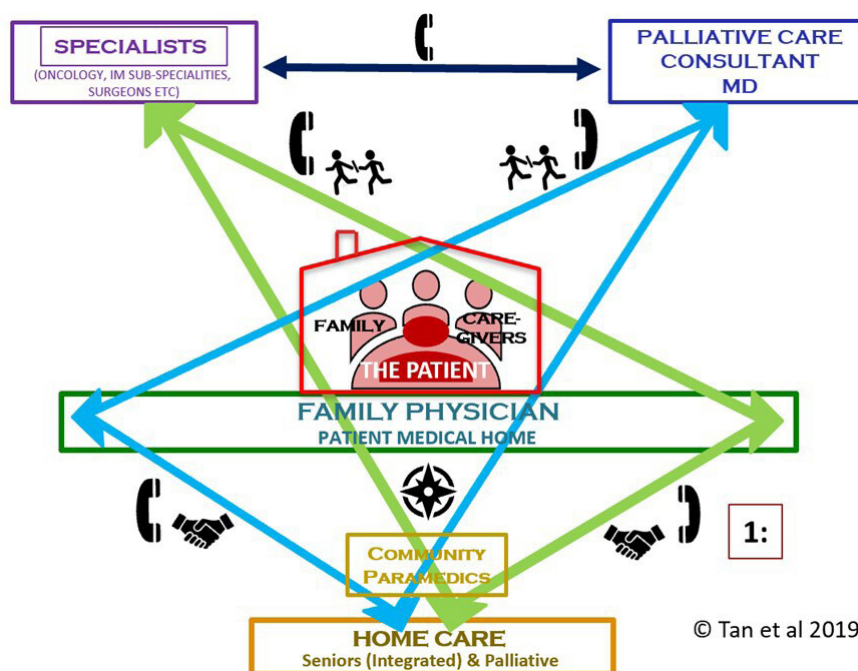 SPECIALISTS
(ONCOLOGY, IM SUB-SPECIALITIES,
SURGEONS ETC)
PALLIATIVE CARE
CONSULTANT
MD
FAMILY
CARE-
GIVERS
THE PATIENT
FAMILY PHYSICIAN
PATIENT MEDICAL HOME
1:
COMMUNITY
PARAMEDICS
HOME CARE
Seniors (Integrated) & Palliative
© Tan et al 2019